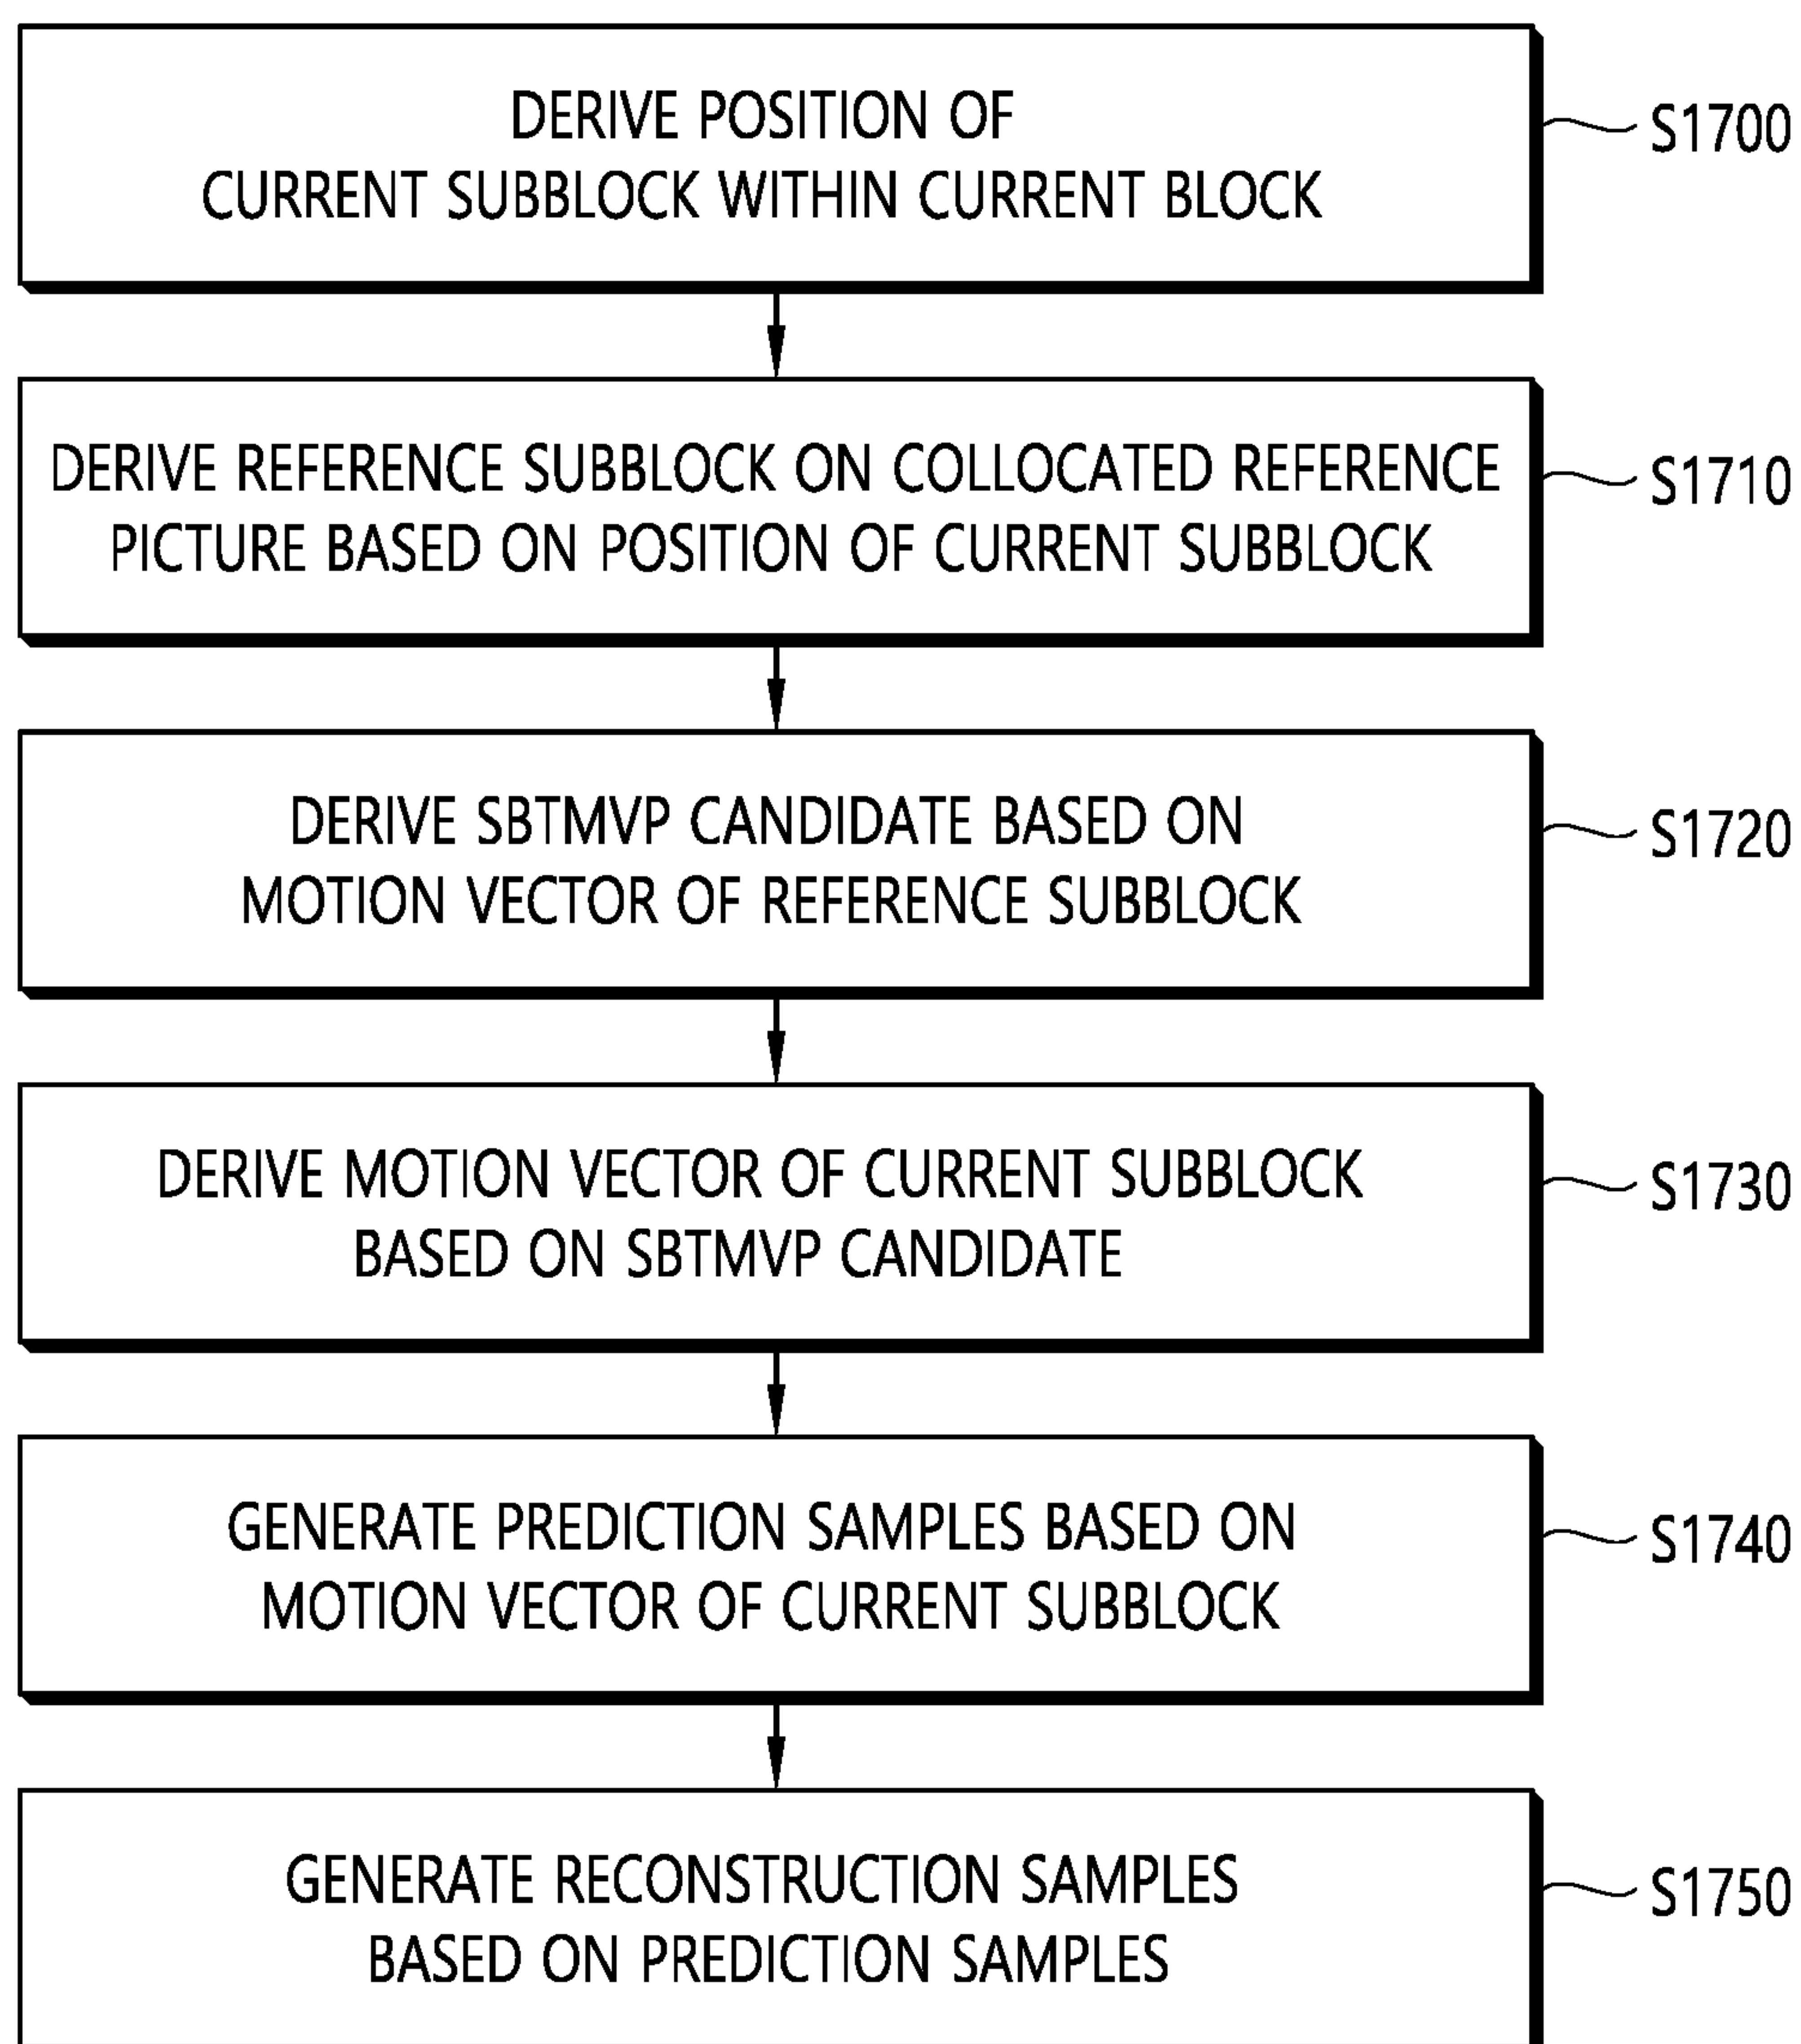 DERIVE POSITION OF
CURRENT SUBBLOCK WITHIN CURRENT BLOCK
S1700
DERIVE REFERENCE SUBBLOCK ON COLLOCATED REFERENCE
PICTURE BASED ON POSITION OF CURRENT SUBBLOCK
S1710
DERIVE SBTMVP CANDIDATE BASED ON
MOTION VECTOR OF REFERENCE SUBBLOCK
S1720
DERIVE MOTION VECTOR OF CURRENT SUBBLOCK
BASED ON SBTMVP CANDIDATE
S1730
GENERATE PREDICTION SAMPLES BASED ON
MOTION VECTOR OF CURRENT SUBBLOCK
S1740
GENERATE RECONSTRUCTION SAMPLES
BASED ON PREDICTION SAMPLES
S1750